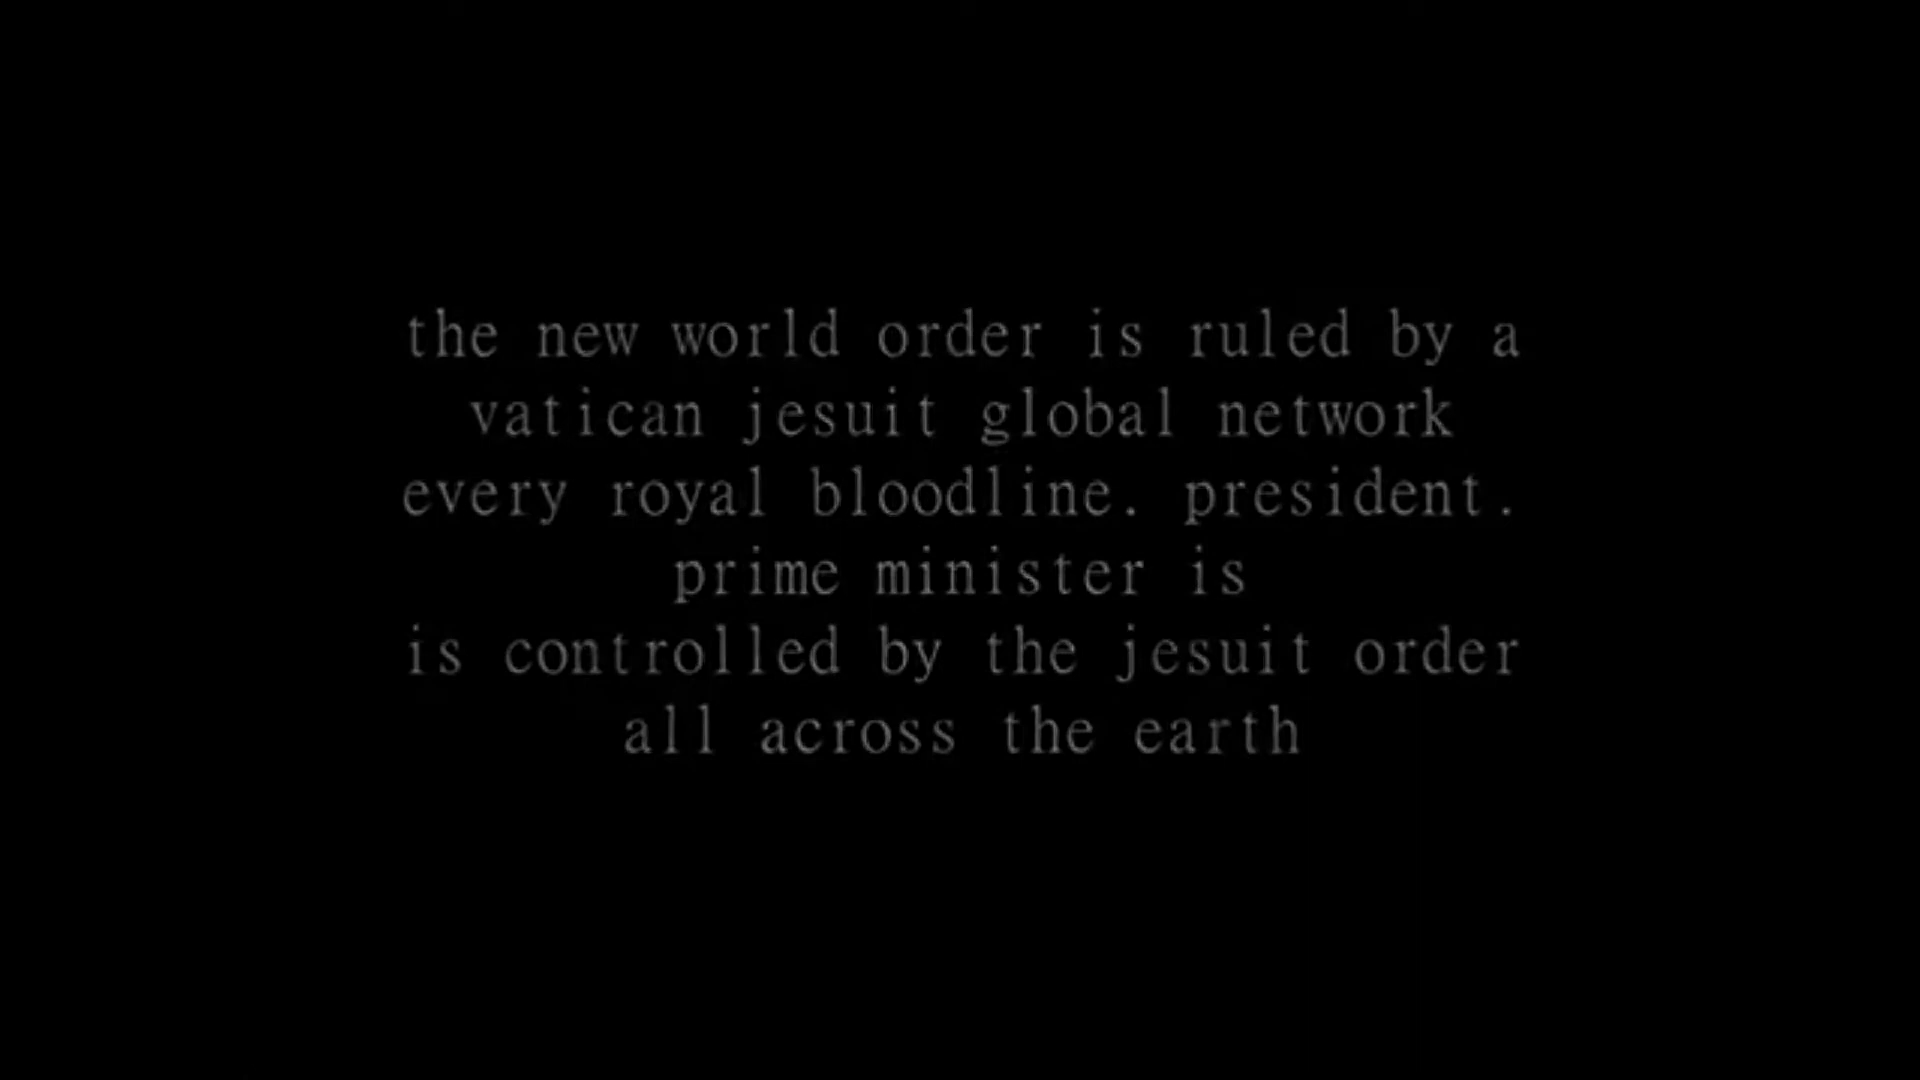 the new world order is ruled by a
vatican jesuit global network
every royal bloodline. president.
prime minister is
is controlled by the jesuit order
all across the earth